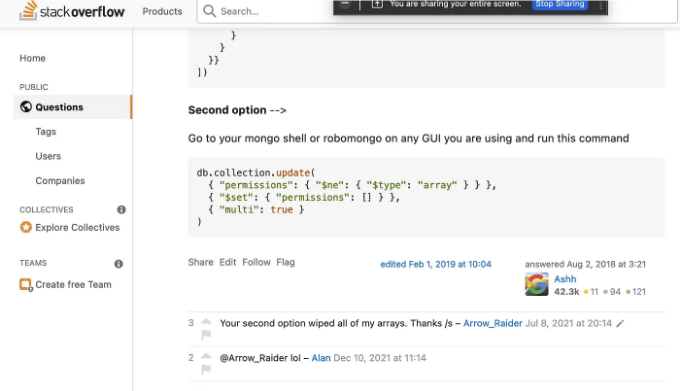 stackoverflow Products Search... You are sharing your entire screen. Stop Sharing
}
}
}}
])
Home
PUBLIC
Questions
Tags
Users
Companies
COLLECTIVES
Explore Collectives
TEAMS
Create free Team
Second option -->
Go to your mongo shell or robomongo on any GUI you are using and run this command
db.collection.update(
{ "permissions": { "$ne": { "$type": "array" } } },
{ "$set": { "permissions": [] } },
{ "multi": true }
)
Share Edit Follow Flag
edited Feb 1, 2019 at 10:04
answered Aug 2, 2018 at 3:21
Ashh
42.3k 11 94 121
3 Your second option wiped all of my arrays. Thanks /s – Arrow_Raider Jul 8, 2021 at 20:14
2 @Arrow_Raider lol – Alan Dec 10, 2021 at 11:14